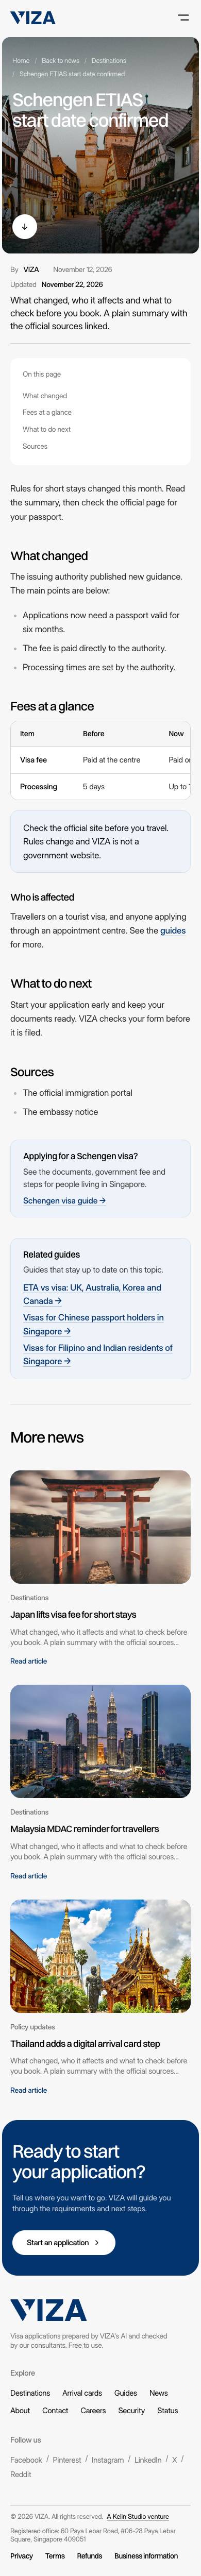 VIZA
Home / Back to news / Destinations
/ Schengen ETIAS start date confirmed
Schengen ETIAS
start date confirmed
By VIZA November 12, 2026
Updated November 22, 2026
What changed, who it affects and what to
check before you book. A plain summary with
the official sources linked.
On this page
What changed
Fees at a glance
What to do next
Sources
Rules for short stays changed this month. Read
the summary, then check the official page for
your passport.
What changed
The issuing authority published new guidance.
The main points are below:
Applications now need a passport valid for
six months.
The fee is paid directly to the authority.
Processing times are set by the authority.
Fees at a glance
Item Before Now
Visa fee Paid at the centre Paid
Processing 5 days Up to
Check the official site before you travel.
Rules change and VIZA is not a
government website.
Who is affected
Travellers on a tourist visa, and anyone applying
through an appointment centre. See the guides
for more.
What to do next
Start your application early and keep your
documents ready. VIZA checks your form before
it is filed.
Sources
The official immigration portal
The embassy notice
Applying for a Schengen visa?
See the documents, government fee and
steps for people living in Singapore.
Schengen visa guide →
Related guides
Guides that stay up to date on this topic.
ETA vs visa: UK, Australia, Korea and
Canada →
Visas for Chinese passport holders in
Singapore →
Visas for Filipino and Indian residents of
Singapore →
More news
Destinations
Japan lifts visa fee for short stays
What changed, who it affects and what to check before
you book. A plain summary with the official sources...
Read article
Destinations
Malaysia MDAC reminder for travellers
What changed, who it affects and what to check before
you book. A plain summary with the official sources...
Read article
Policy updates
Thailand adds a digital arrival card step
What changed, who it affects and what to check before
you book. A plain summary with the official sources...
Read article
Ready to start
your application?
Tell us where you want to go. VIZA will guide you
through the requirements and next steps.
Start an application
VIZA
Visa applications prepared by VIZA's AI and checked
by our consultants. Free to use.
Explore
Destinations Arrival cards Guides News
About Contact Careers Security Status
Follow us
Facebook / Pinterest / Instagram / LinkedIn / X /
Reddit
© 2026 VIZA. All rights reserved. A Kelin Studio venture
Registered office: 60 Paya Lebar Road, #06-28 Paya Lebar
Square, Singapore 409051
Privacy Terms Refunds Business information